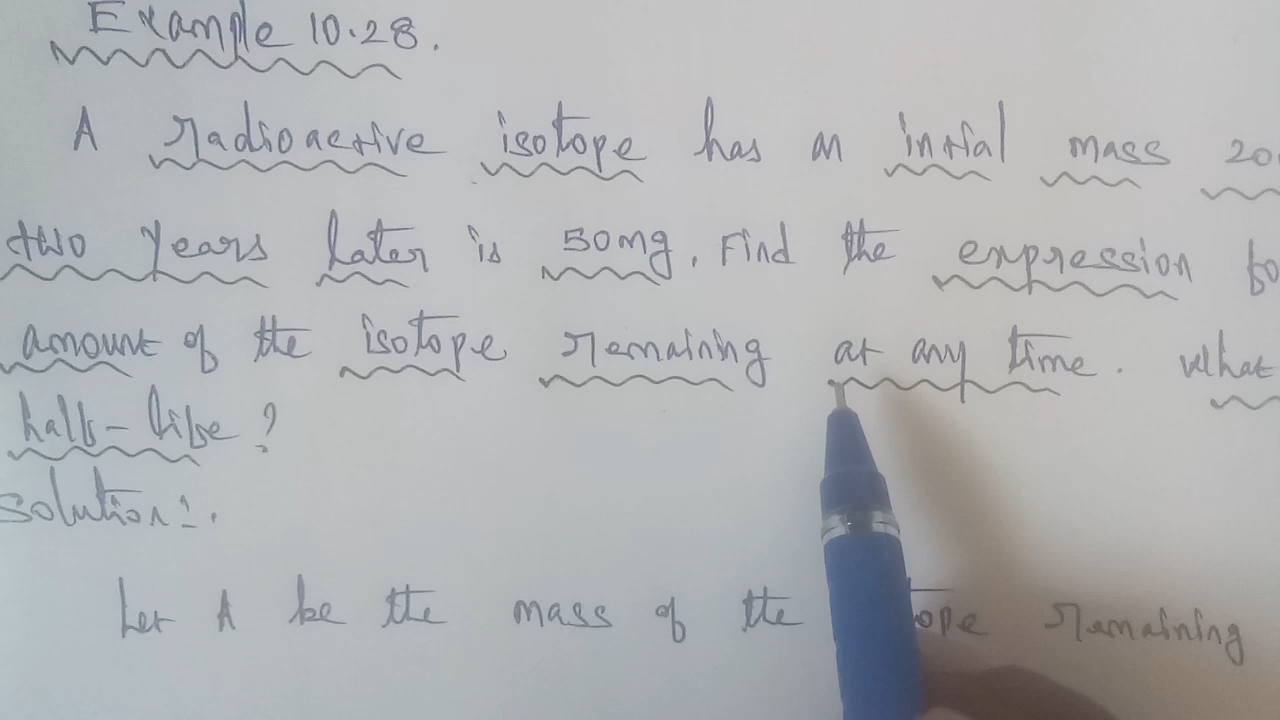 Example 10.28.
A radioactive isotope has an initial mass 20
two years later is 50mg. Find the expression fo
amount of the isotope remaining at any time. What
half-life?
Solution:.
Let A be the mass of the tope remaining